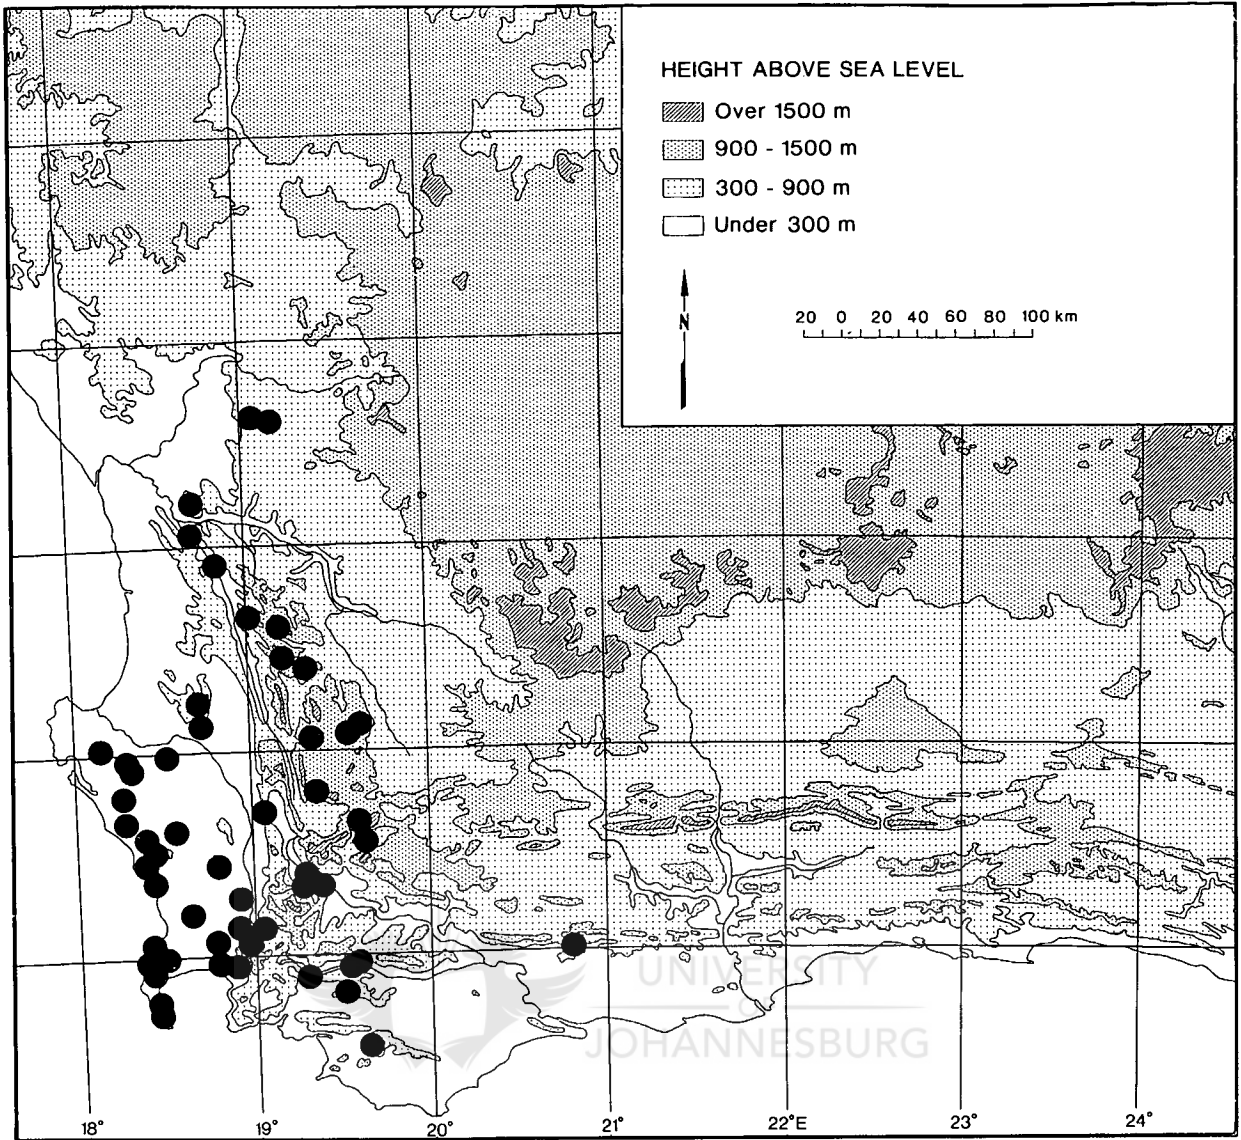 HEIGHT ABOVE SEA LEVEL
Over 1500 m
900 - 1500 m
300 - 900 m
Under 300 m
N
20 0 20 40 60 80 100 km
UNIVERSITY
OF
JOHANNESBURG
18° 19° 20° 21° 22°E 23° 24°